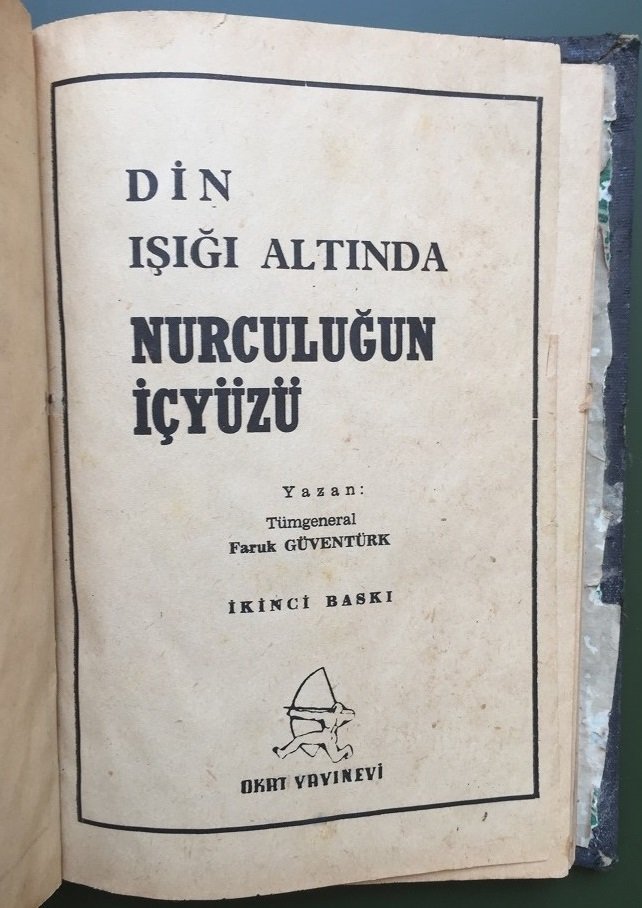 DİN
IŞIĞI ALTINDA
NURCULUĞUN
İÇYÜZÜ
Yazan:
Tümgeneral
Faruk GÜVENTÜRK
İKİNCİ BASKI
OKAT YAYINEVİ